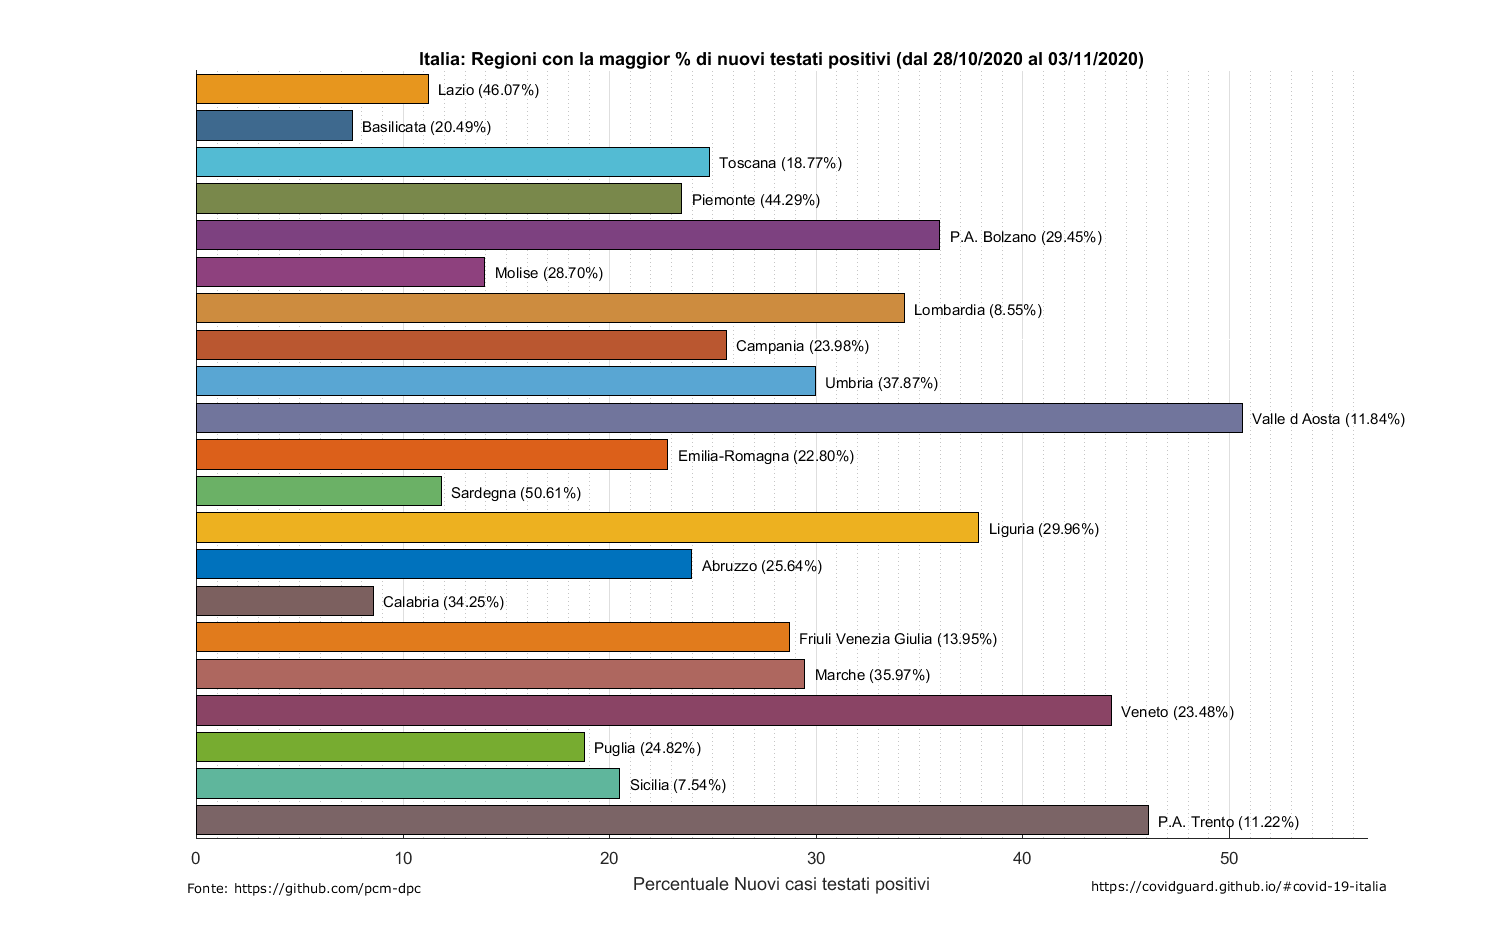 Italia: Regioni con la maggior % di nuovi testati positivi (dal 28/10/2020 al 03/11/2020)
Lazio (46.07%)
Basilicata (20.49%)
Toscana (18.77%)
Piemonte (44.29%)
P.A. Bolzano (29.45%)
Molise (28.70%)
Lombardia (8.55%)
Campania (23.98%)
Umbria (37.87%)
Valle d Aosta (11.84%)
Emilia-Romagna (22.80%)
Sardegna (50.61%)
Liguria (29.96%)
Abruzzo (25.64%)
Calabria (34.25%)
Friuli Venezia Giulia (13.95%)
Marche (35.97%)
Veneto (23.48%)
Puglia (24.82%)
Sicilia (7.54%)
P.A. Trento (11.22%)
0 10 20 30 40 50
Percentuale Nuovi casi testati positivi
Fonte: https://github.com/pcm-dpc
https://covidguard.github.io/#covid-19-italia